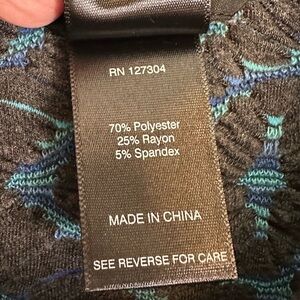 RN 127304
70% Polyester
25% Rayon
5% Spandex
MADE IN CHINA
SEE REVERSE FOR CARE